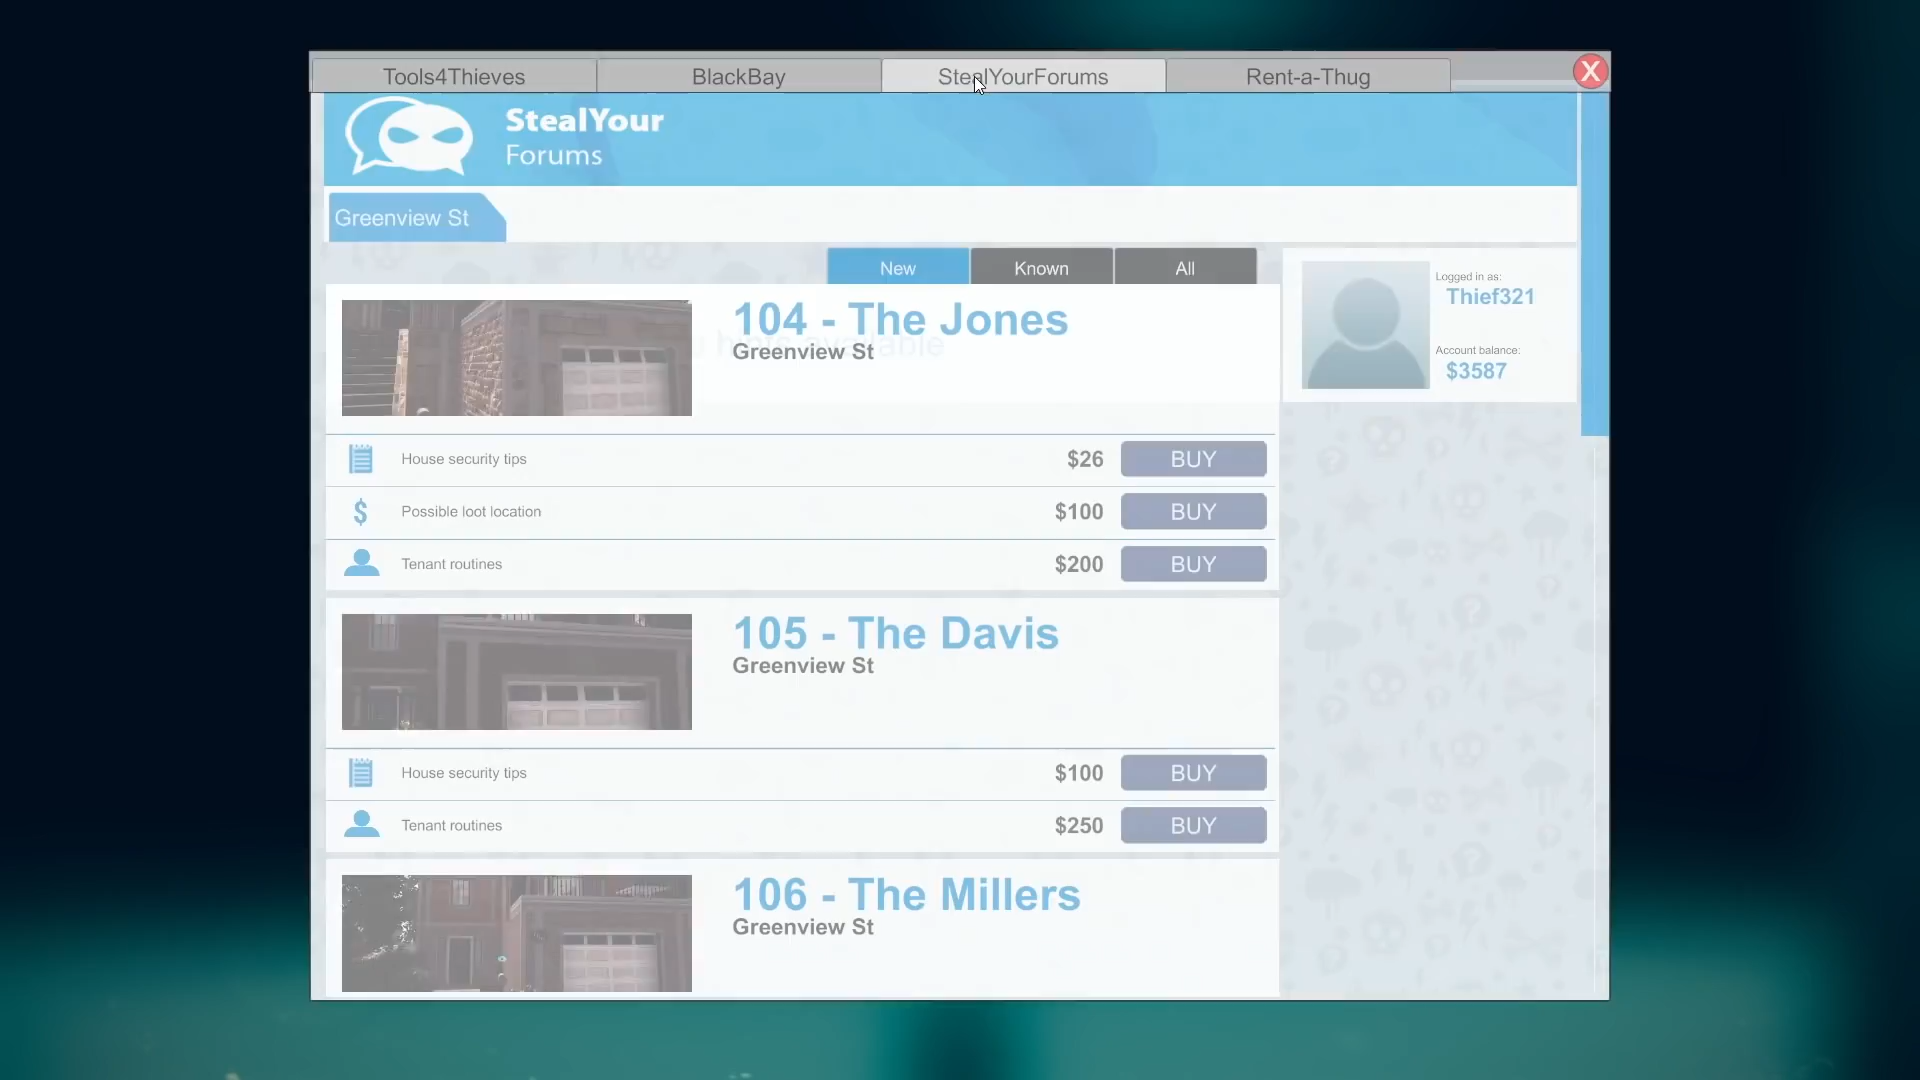 Tools4Thieves
BlackBay
StealYourForums
Rent-a-Thug
X
StealYour
Forums
Greenview St
New
Known
All
Logged in as:
Thief321
Account balance:
$3587
104 - The Jones
hints available
Greenview St
House security tips
$26
BUY
Possible loot location
$100
BUY
Tenant routines
$200
BUY
105 - The Davis
Greenview St
House security tips
$100
BUY
Tenant routines
$250
BUY
106 - The Millers
Greenview St